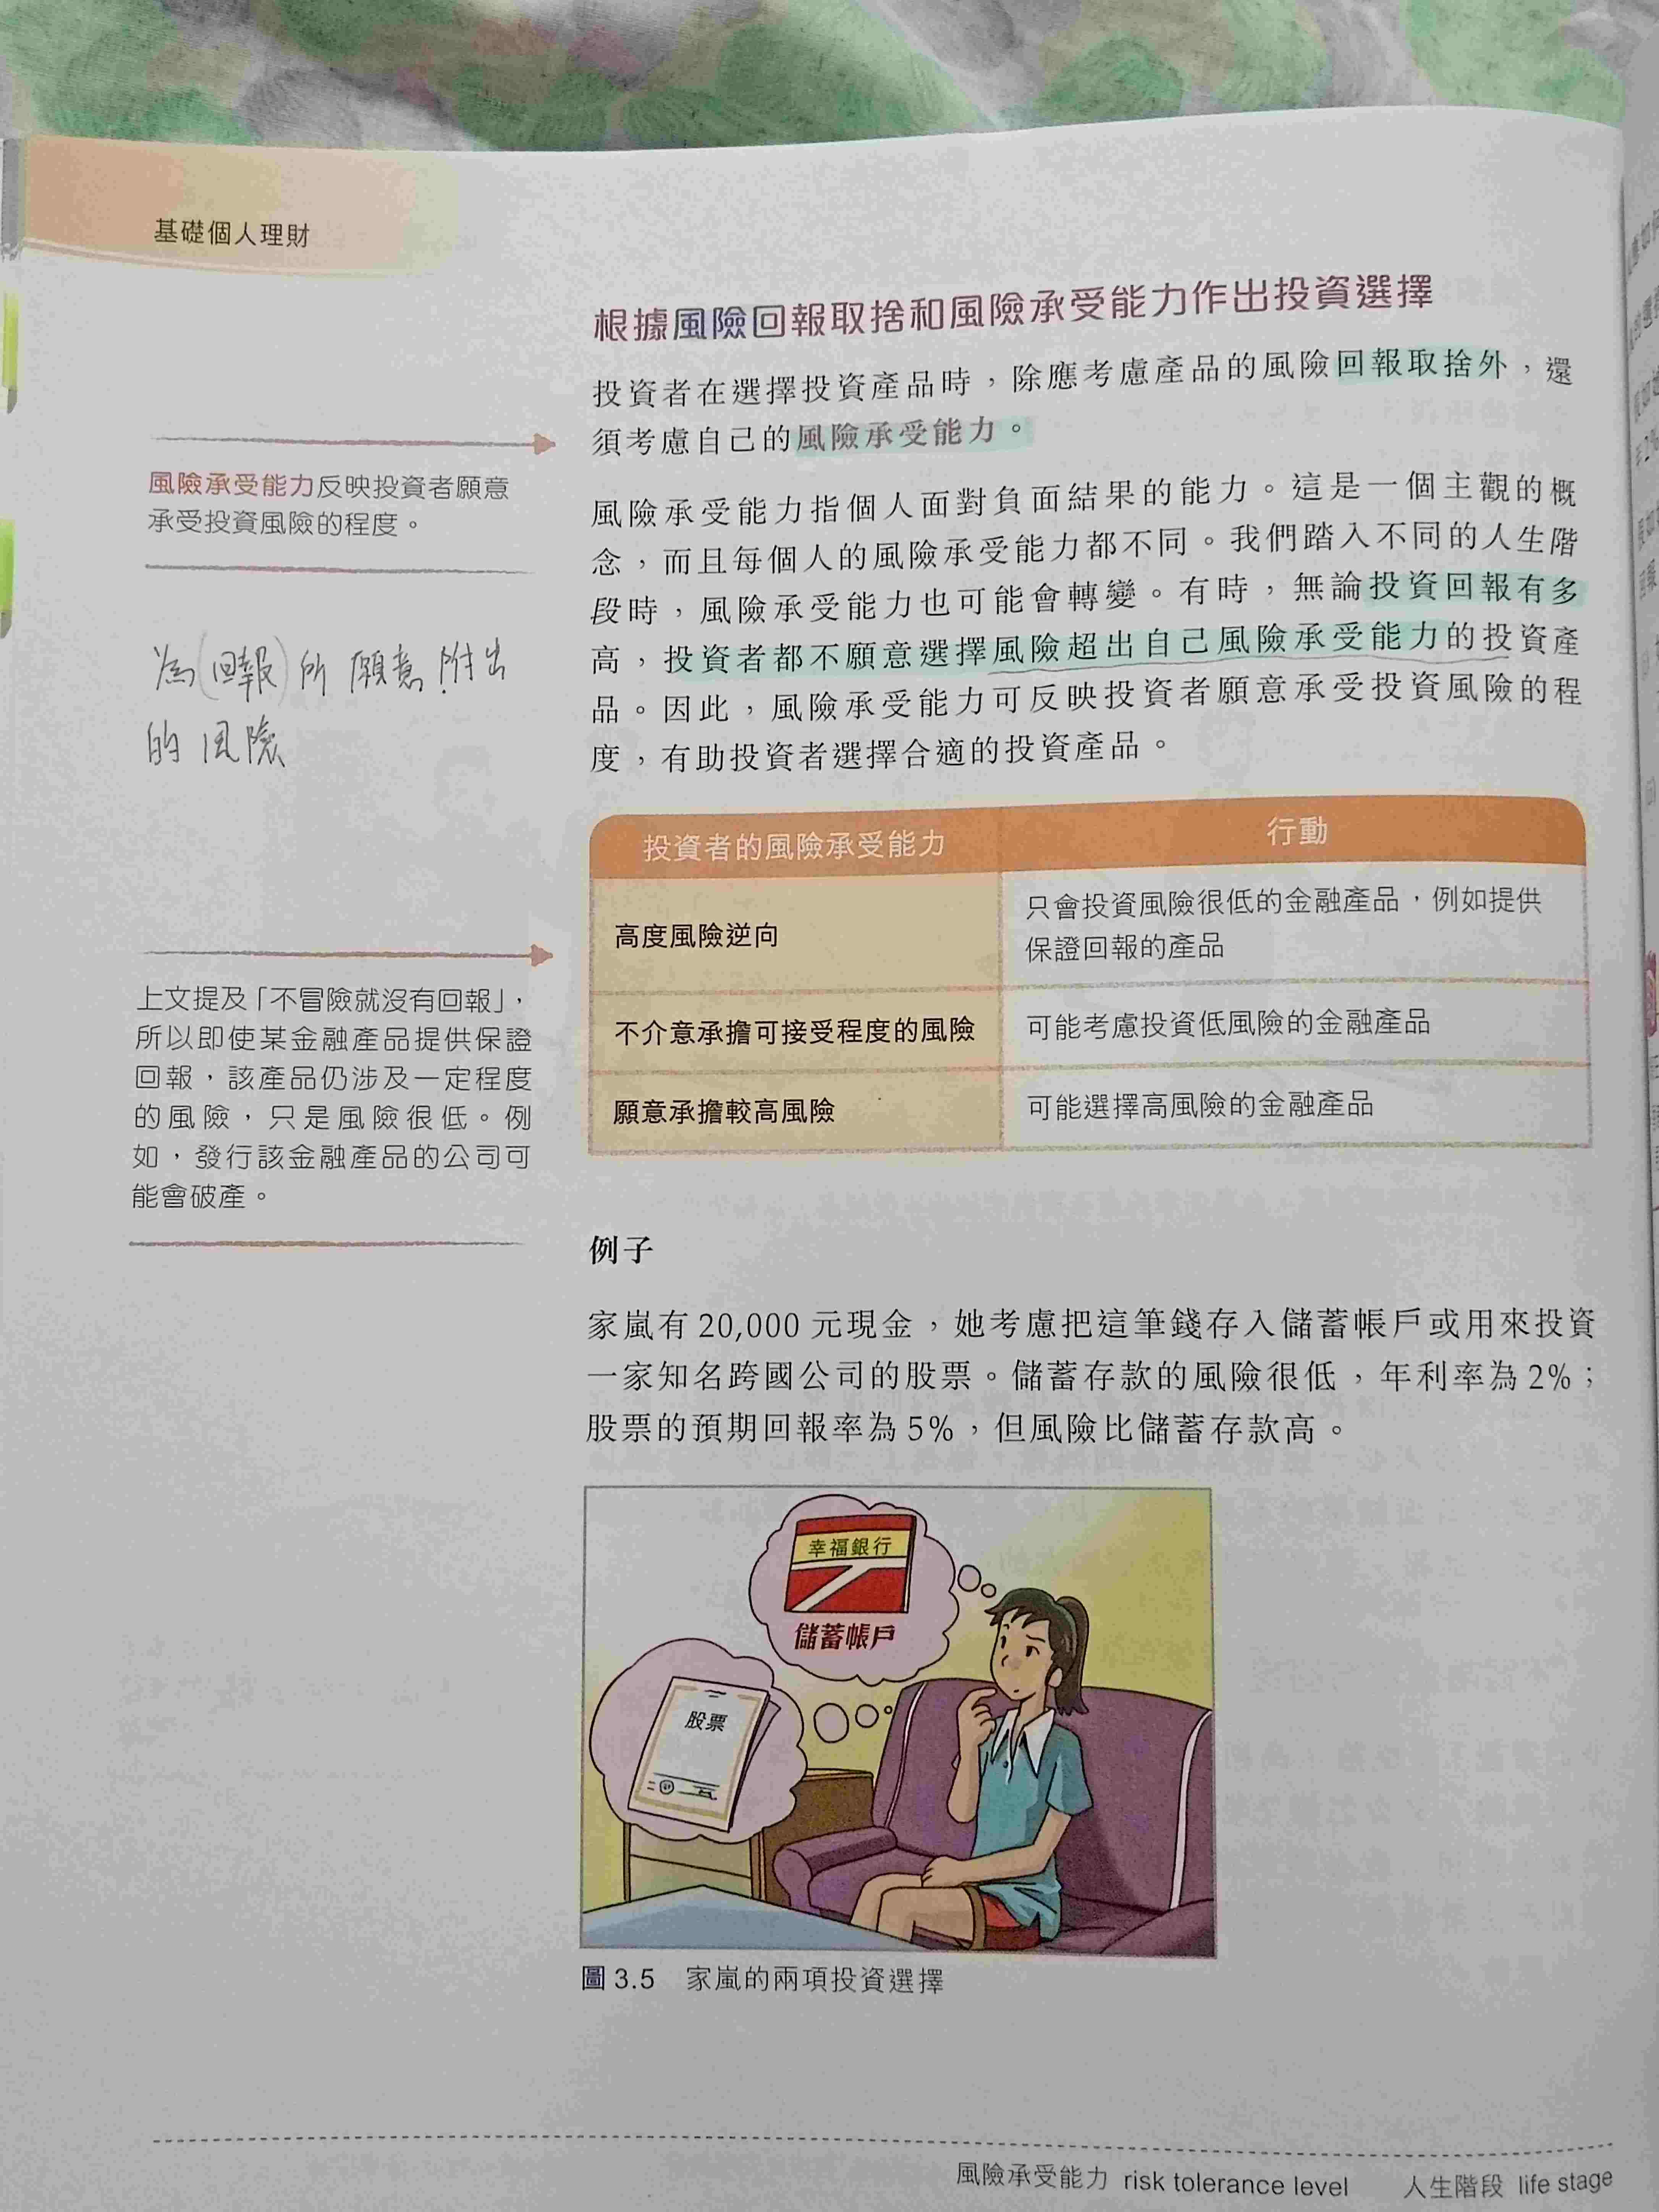 基礎個人理財
根據風險回報取捨和風險承受能力作出投資選擇
投資者在選擇投資產品時，除應考慮產品的風險回報取捨外，還
須考慮自己的風險承受能力。
風險承受能力反映投資者願意
承受投資風險的程度。
風險承受能力指個人面對負面結果的能力。這是一個主觀的概
念，而且每個人的風險承受能力都不同。我們踏入不同的人生階
段時，風險承受能力也可能會轉變。有時，無論投資回報有多
高，投資者都不願意選擇風險超出自己風險承受能力的投資產
品。因此，風險承受能力可反映投資者願意承受投資風險的程
度，有助投資者選擇合適的投資產品。
為(回報)所願意附出
的風險
投資者的風險承受能力 行動
高度風險逆向 只會投資風險很低的金融產品，例如提供
保證回報的產品
不介意承擔可接受程度的風險 可能考慮投資低風險的金融產品
願意承擔較高風險 可能選擇高風險的金融產品
上文提及「不冒險就沒有回報」，
所以即使某金融產品提供保證
回報，該產品仍涉及一定程度
的風險，只是風險很低。例
如，發行該金融產品的公司可
能會破產。
例子
家嵐有 20,000 元現金，她考慮把這筆錢存入儲蓄帳戶或用來投資
一家知名跨國公司的股票。儲蓄存款的風險很低，年利率為 2%；
股票的預期回報率為 5%，但風險比儲蓄存款高。
幸福銀行
儲蓄帳戶
股票
圖 3.5 家嵐的兩項投資選擇
風險承受能力 risk tolerance level 人生階段 life stage